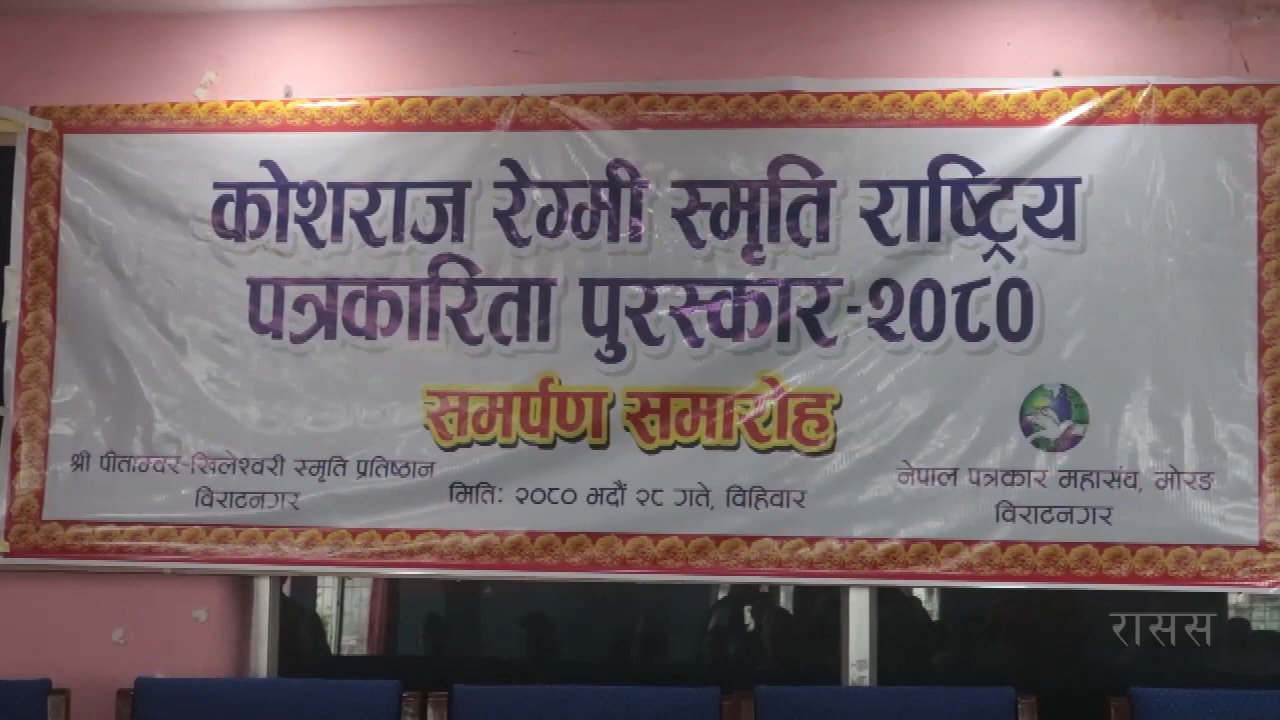 कोशराज रेग्मी स्मृति राष्ट्रिय
पत्रकारिता पुरस्कार-२०८०
समर्पण समारोह
श्री पीताम्वर-खिलेश्वरी स्मृति प्रतिष्ठान
विराटनगर
मिति: २०८० भदौं २८ गते, विहिवार
नेपाल पत्रकार महासंघ, मोरङ
विराटनगर
रासस